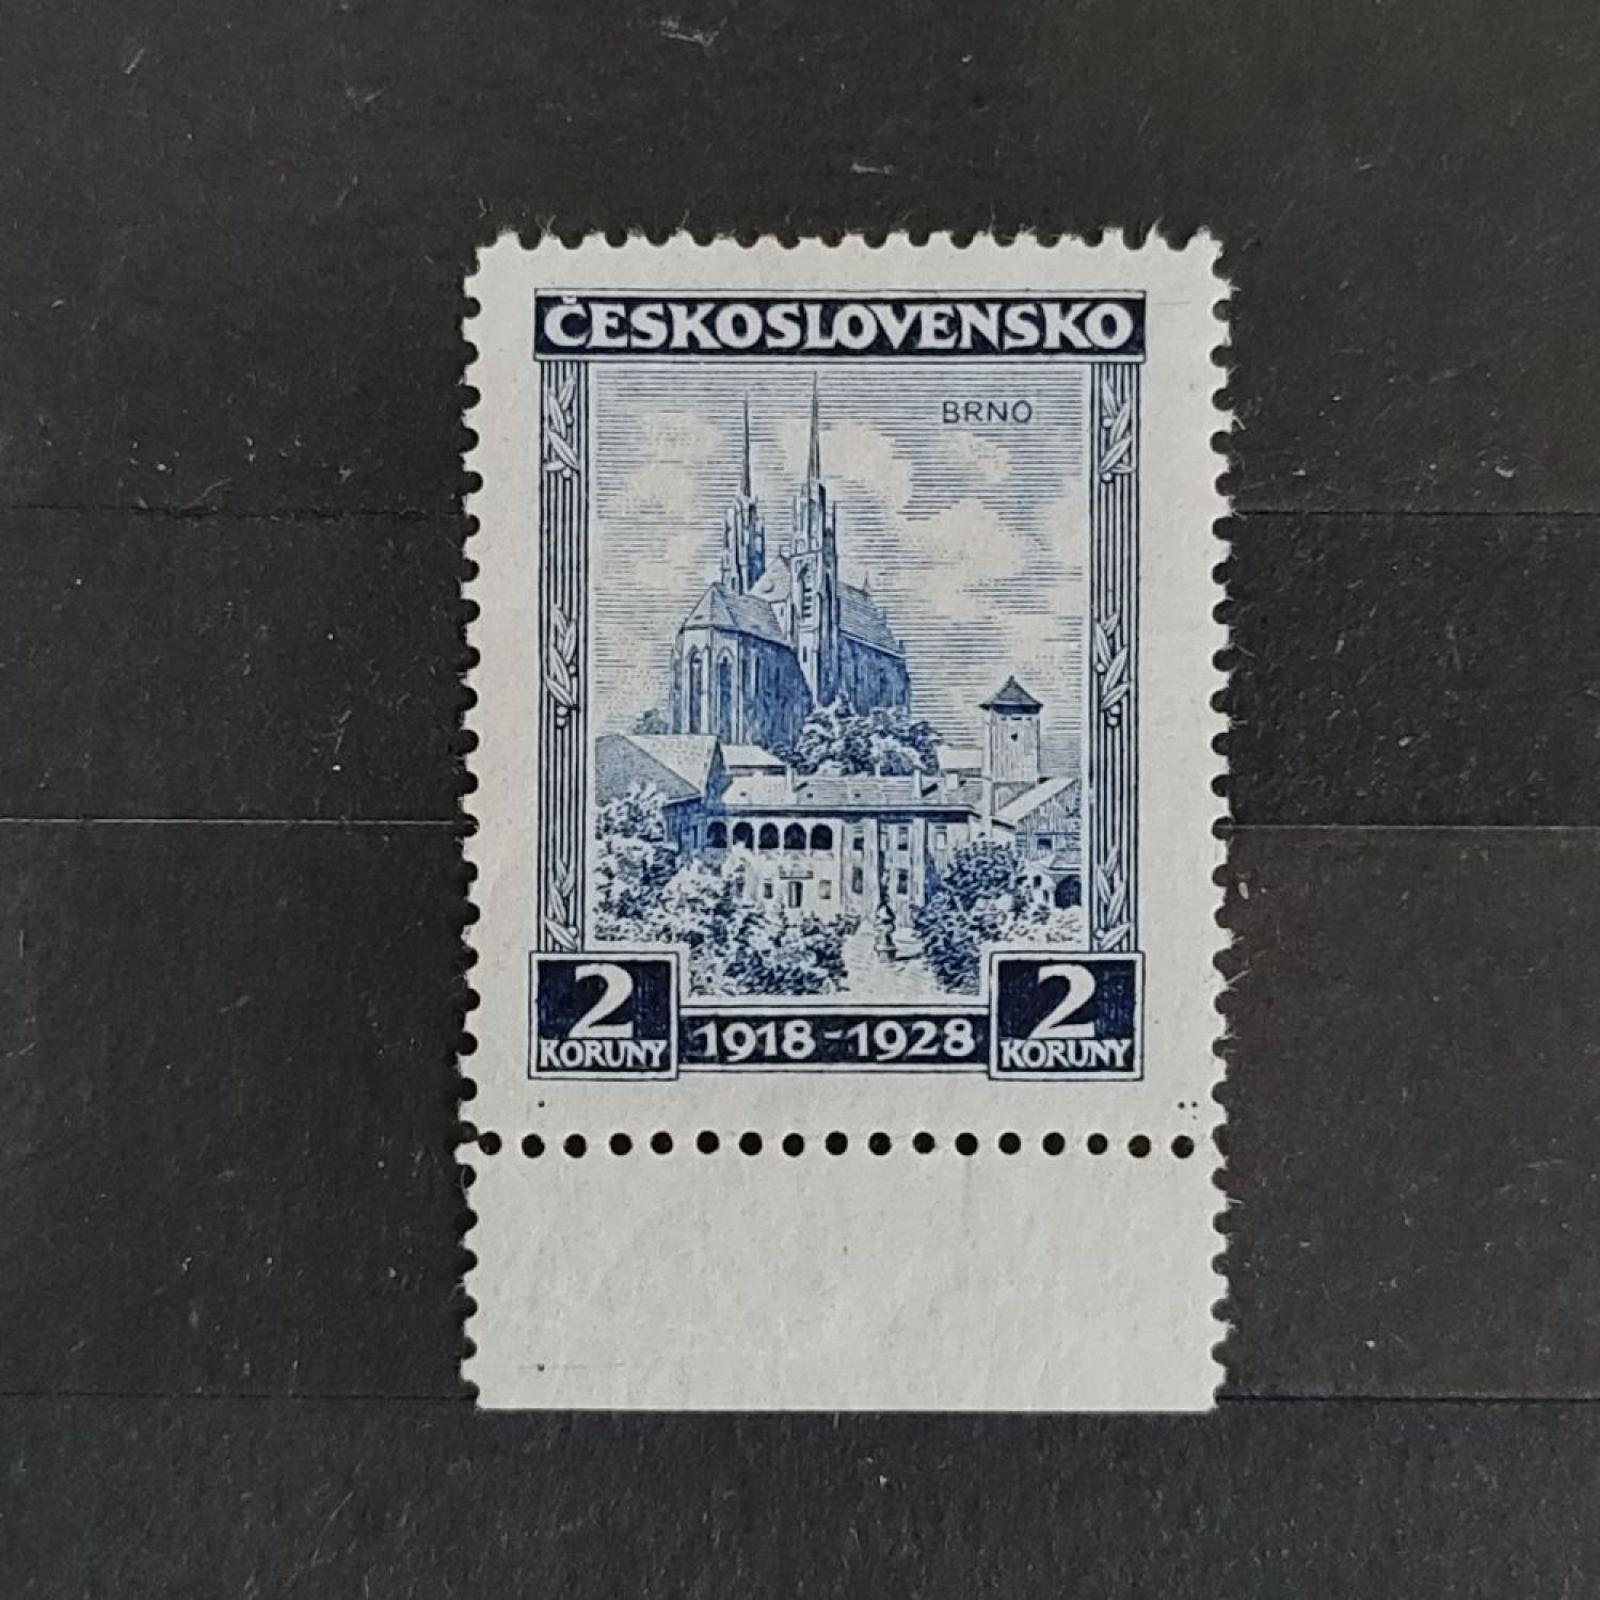 ČESKOSLOVENSKO
BRNO
2 2
KORUNY 1918-1928 KORUNY